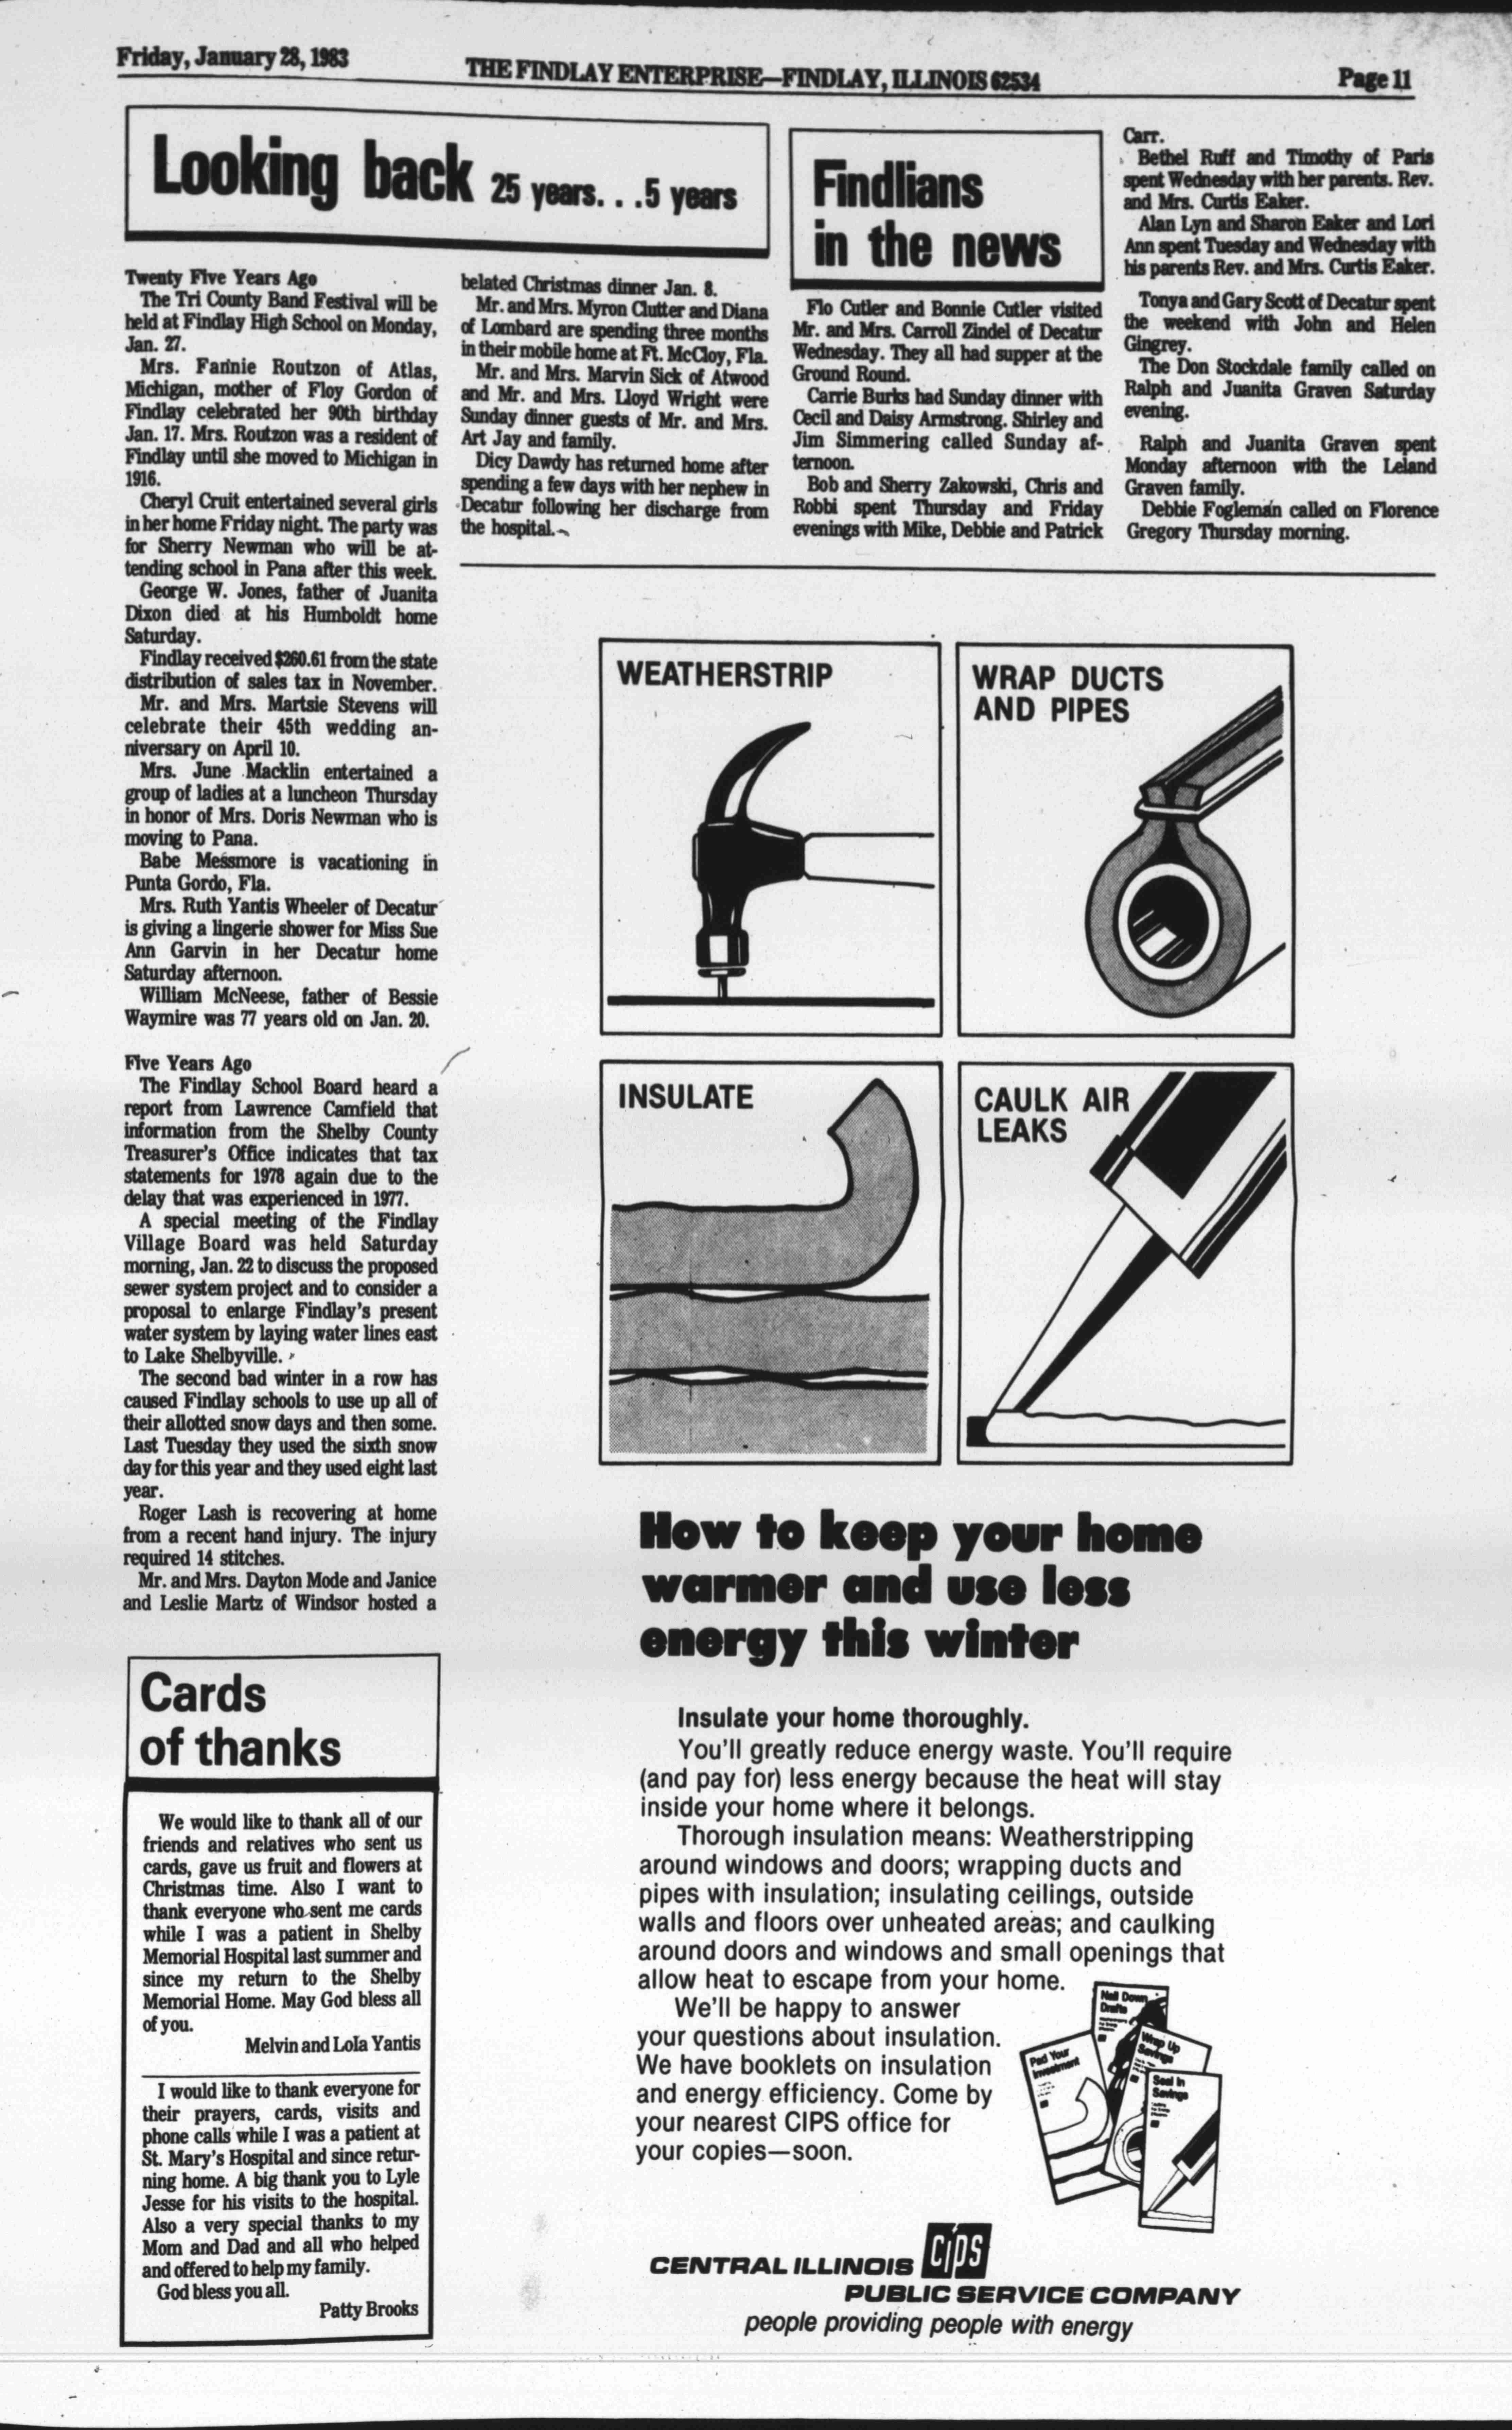 Friday, January 28, 1983
THE FINDLAY ENTERPRISE—FINDLAY, ILLINOIS 62534
Page 11
Looking back 25 years. . .5 years
Twenty Five Years Ago
The Tri County Band Festival will be
held at Findlay High School on Monday,
Jan. 27.
Mrs. Fannie Routzon of Atlas,
Michigan, mother of Floy Gordon of
Findlay celebrated her 90th birthday
Jan. 17. Mrs. Routzon was a resident of
Findlay until she moved to Michigan in
1916.
Cheryl Cruit entertained several girls
in her home Friday night. The party was
for Sherry Newman who will be at-
tending school in Pana after this week.
George W. Jones, father of Juanita
Dixon died at his Humboldt home
Saturday.
Findlay received $260.61 from the state
distribution of sales tax in November.
Mr. and Mrs. Martsie Stevens will
celebrate their 45th wedding an-
niversary on April 10.
Mrs. June Macklin entertained a
group of ladies at a luncheon Thursday
in honor of Mrs. Doris Newman who is
moving to Pana.
Babe Messmore is vacationing in
Punta Gordo, Fla.
Mrs. Ruth Yantis Wheeler of Decatur
is giving a lingerie shower for Miss Sue
Ann Garvin in her Decatur home
Saturday afternoon.
William McNeese, father of Bessie
Waymire was 77 years old on Jan. 20.
Five Years Ago
The Findlay School Board heard a
report from Lawrence Camfield that
information from the Shelby County
Treasurer's Office indicates that tax
statements for 1978 again due to the
delay that was experienced in 1977.
A special meeting of the Findlay
Village Board was held Saturday
morning, Jan. 22 to discuss the proposed
sewer system project and to consider a
proposal to enlarge Findlay's present
water system by laying water lines east
to Lake Shelbyville.
The second bad winter in a row has
caused Findlay schools to use up all of
their allotted snow days and then some.
Last Tuesday they used the sixth snow
day for this year and they used eight last
year.
Roger Lash is recovering at home
from a recent hand injury. The injury
required 14 stitches.
Mr. and Mrs. Dayton Mode and Janice
and Leslie Martz of Windsor hosted a
belated Christmas dinner Jan. 8.
Mr. and Mrs. Myron Clutter and Diana
of Lombard are spending three months
in their mobile home at Ft. McCloy, Fla.
Mr. and Mrs. Marvin Sick of Atwood
and Mr. and Mrs. Lloyd Wright were
Sunday dinner guests of Mr. and Mrs.
Art Jay and family.
Dicy Dawdy has returned home after
spending a few days with her nephew in
Decatur following her discharge from
the hospital.
Findlians
in the news
Flo Cutler and Bonnie Cutler visited
Mr. and Mrs. Carroll Zindel of Decatur
Wednesday. They all had supper at the
Ground Round.
Carrie Burks had Sunday dinner with
Cecil and Daisy Armstrong. Shirley and
Jim Simmering called Sunday af-
ternoon.
Bob and Sherry Zakowski, Chris and
Robbi spent Thursday and Friday
evenings with Mike, Debbie and Patrick
Carr.
Bethel Ruff and Timothy of Paris
spent Wednesday with her parents. Rev.
and Mrs. Curtis Eaker.
Alan Lyn and Sharon Eaker and Lori
Ann spent Tuesday and Wednesday with
his parents Rev. and Mrs. Curtis Eaker.
Tonya and Gary Scott of Decatur spent
the weekend with John and Helen
Gingrey.
The Don Stockdale family called on
Ralph and Juanita Graven Saturday
evening.
Ralph and Juanita Graven spent
Monday afternoon with the Leland
Graven family.
Debbie Fogleman called on Florence
Gregory Thursday morning.
Cards
of thanks
We would like to thank all of our
friends and relatives who sent us
cards, gave us fruit and flowers at
Christmas time. Also I want to
thank everyone who sent me cards
while I was a patient in Shelby
Memorial Hospital last summer and
since my return to the Shelby
Memorial Home. May God bless all
of you.
Melvin and Lola Yantis
I would like to thank everyone for
their prayers, cards, visits and
phone calls while I was a patient at
St. Mary's Hospital and since retur-
ning home. A big thank you to Lyle
Jesse for his visits to the hospital.
Also a very special thanks to my
Mom and Dad and all who helped
and offered to help my family.
God bless you all.
Patty Brooks
WEATHERSTRIP
WRAP DUCTS
AND PIPES
INSULATE
CAULK AIR
LEAKS
How to keep your home
warmer and use less
energy this winter
Insulate your home thoroughly.
You'll greatly reduce energy waste. You'll require
(and pay for) less energy because the heat will stay
inside your home where it belongs.
Thorough insulation means: Weatherstripping
around windows and doors; wrapping ducts and
pipes with insulation; insulating ceilings, outside
walls and floors over unheated areas; and caulking
around doors and windows and small openings that
allow heat to escape from your home.
We'll be happy to answer
your questions about insulation.
We have booklets on insulation
and energy efficiency. Come by
your nearest CIPS office for
your copies—soon.
Nail Down
Drafts
Wrap Up
Savings
Pad Your
Investment
Seal In
Savings
CENTRAL ILLINOIS CIPS
PUBLIC SERVICE COMPANY
people providing people with energy